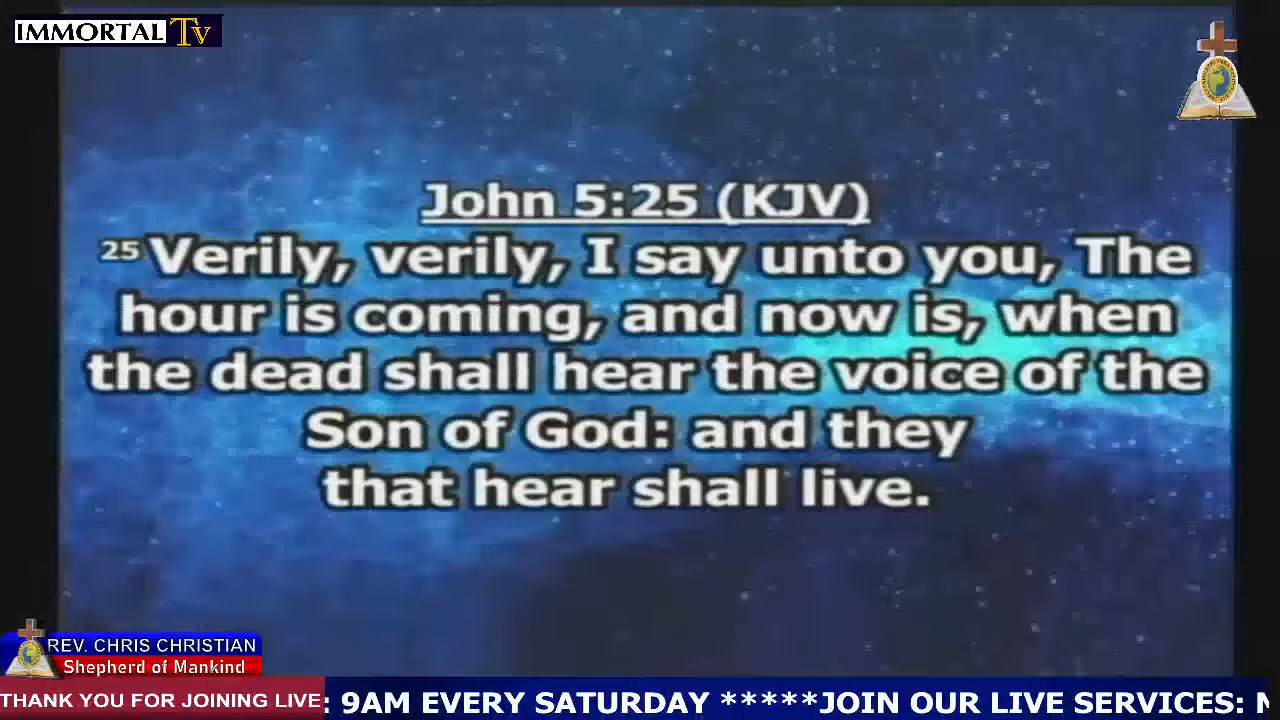 IMMORTAL Tv
John 5:25 (KJV)
25 Verily, verily, I say unto you, The
hour is coming, and now is, when
the dead shall hear the voice of the
Son of God: and they
that hear shall live.
REV. CHRIS CHRISTIAN
Shepherd of Mankind
THANK YOU FOR JOINING LIVE: 9AM EVERY SATURDAY *****JOIN OUR LIVE SERVICES: